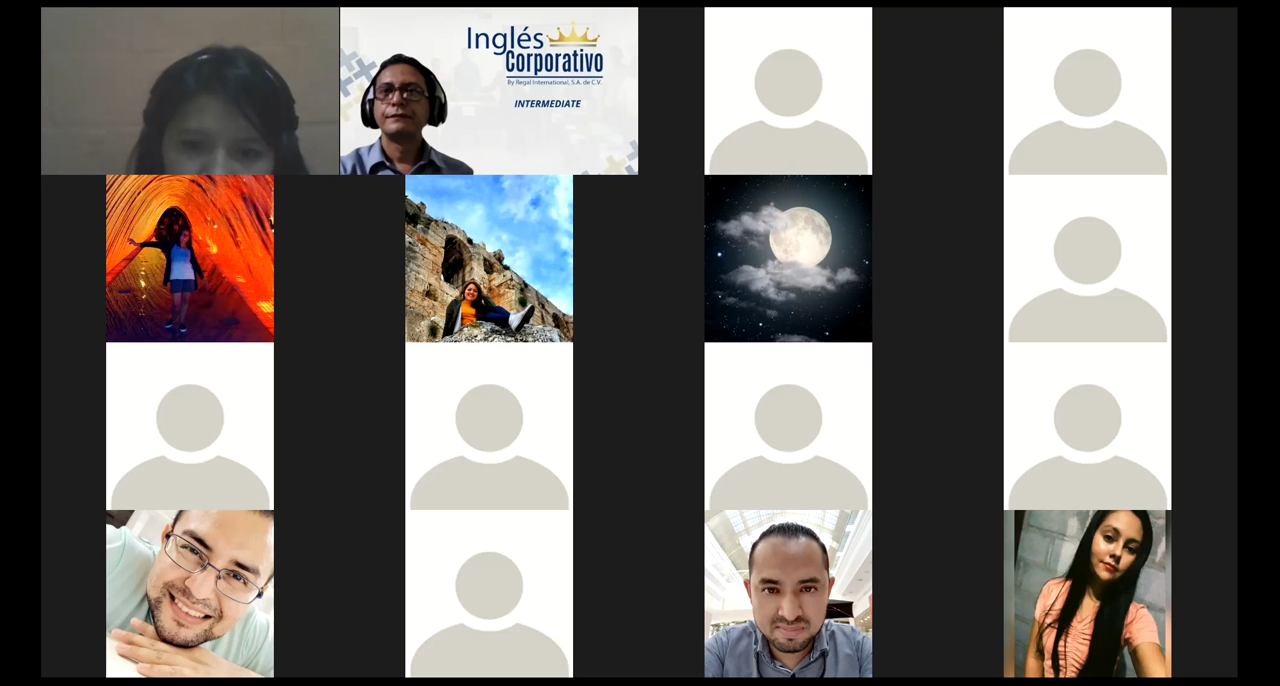 Inglés
Corporativo
By Regal International, S.A. de C.V.
INTERMEDIATE